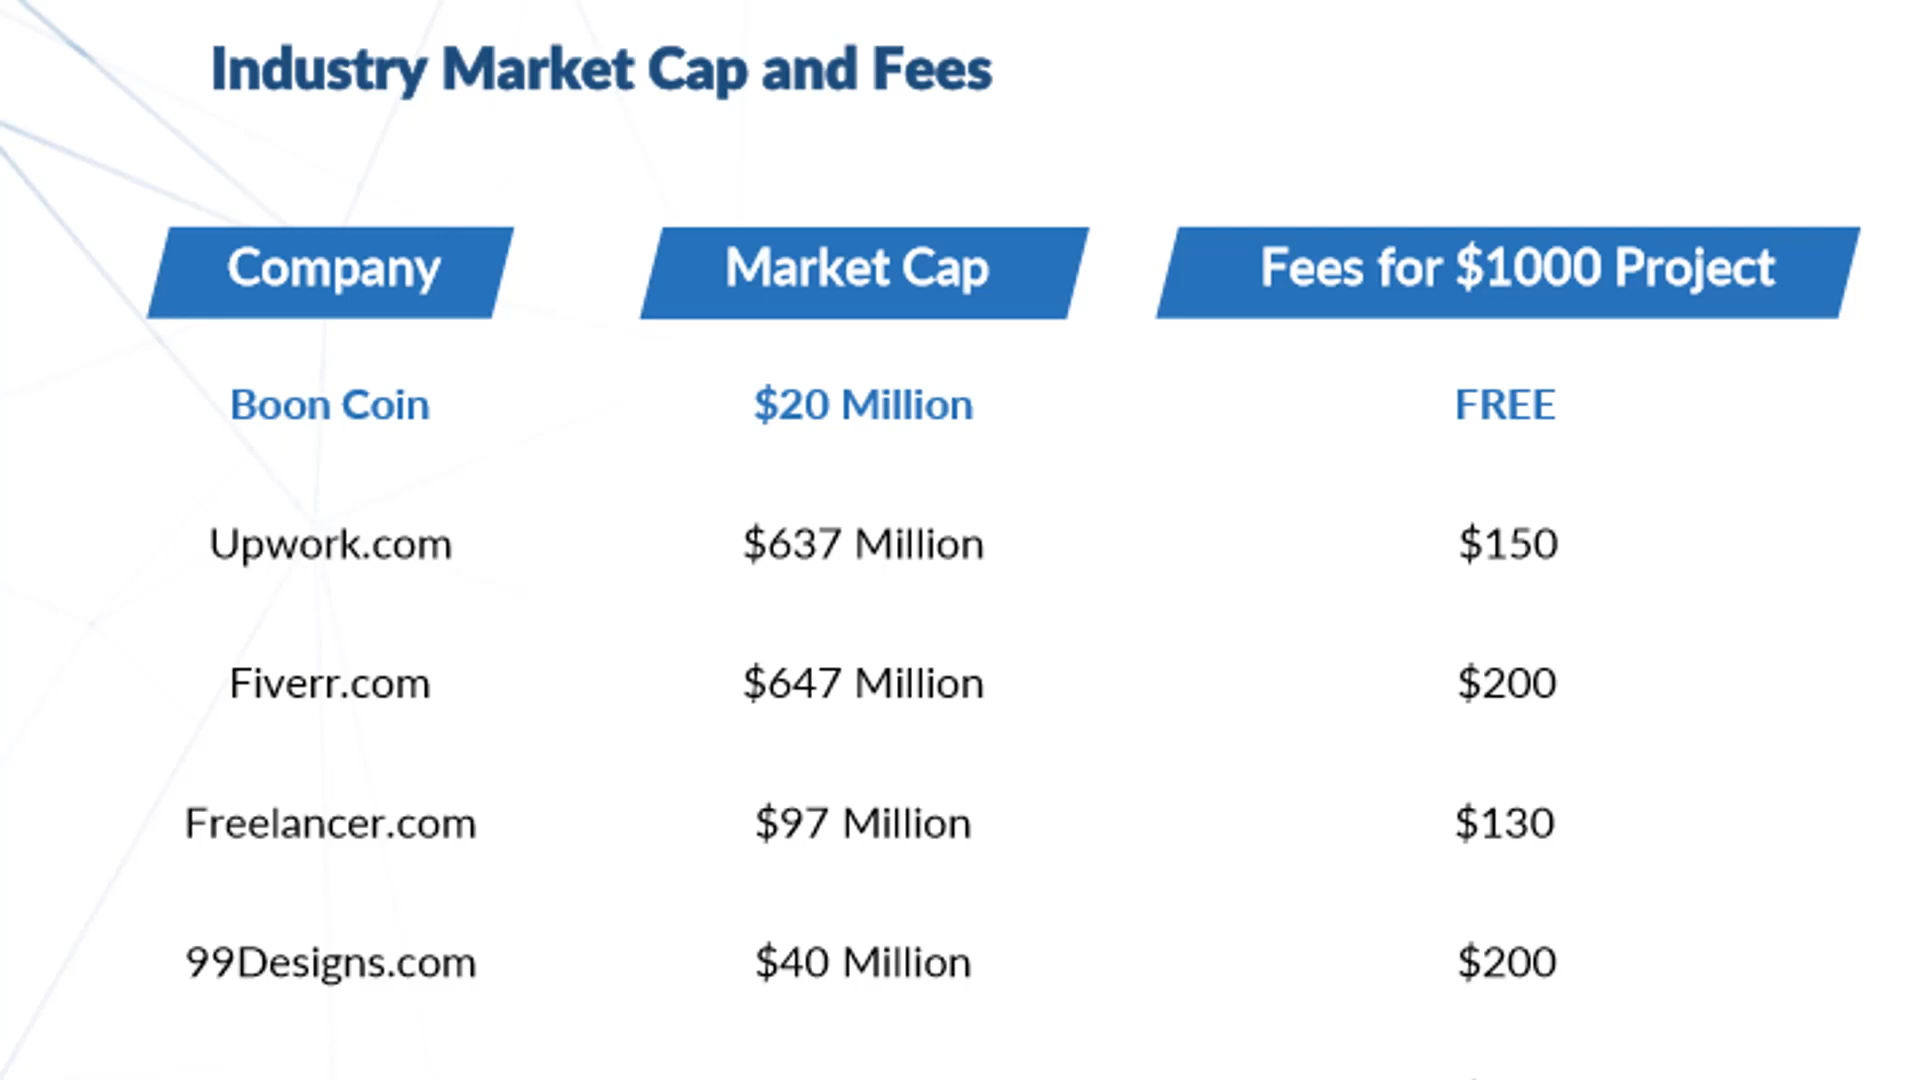 Industry Market Cap and Fees
Company Market Cap Fees for $1000 Project
Boon Coin $20 Million FREE
Upwork.com $637 Million $150
Fiverr.com $647 Million $200
Freelancer.com $97 Million $130
99Designs.com $40 Million $200